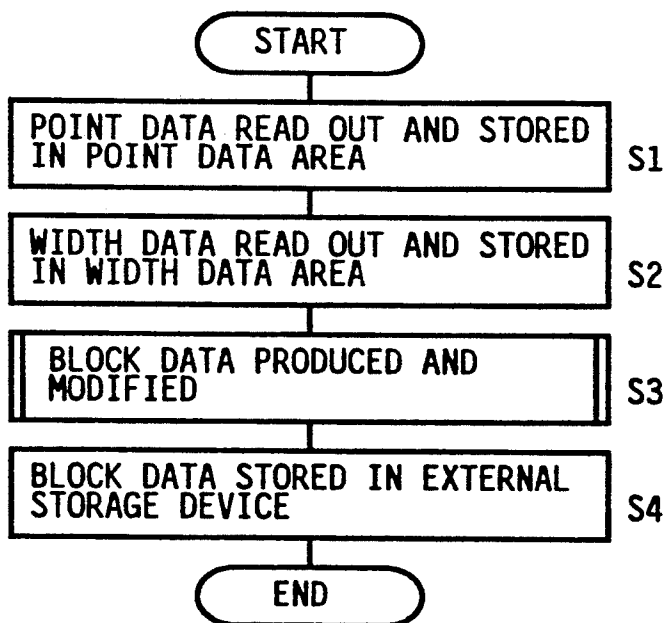 START
POINT DATA READ OUT AND STORED
IN POINT DATA AREA
S1
WIDTH DATA READ OUT AND STORED
IN WIDTH DATA AREA
S2
BLOCK DATA PRODUCED AND
MODIFIED
S3
BLOCK DATA STORED IN EXTERNAL
STORAGE DEVICE
S4
END